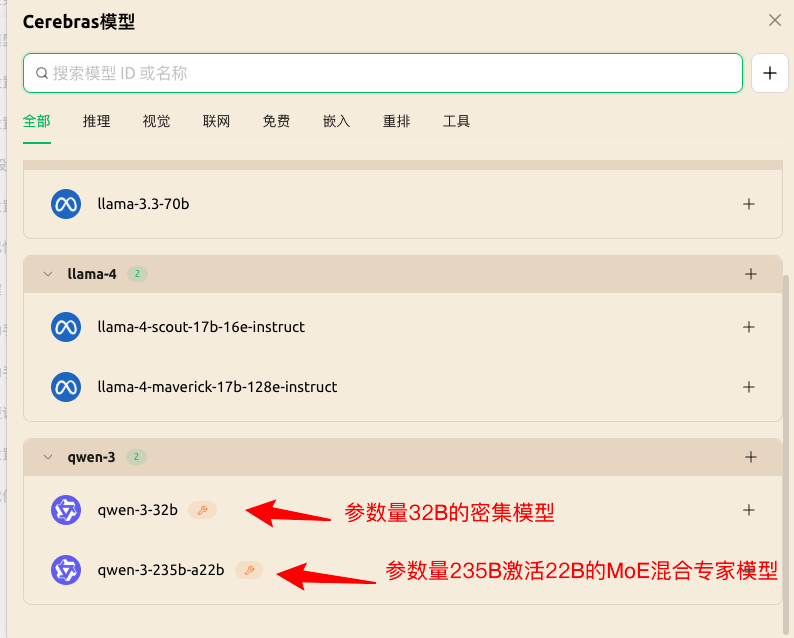 Cerebras模型
搜索模型 ID 或名称
全部 推理 视觉 联网 免费 嵌入 重排 工具
llama-3.3-70b
llama-4 2
llama-4-scout-17b-16e-instruct
llama-4-maverick-17b-128e-instruct
qwen-3 2
qwen-3-32b 参数量32B的密集模型
qwen-3-235b-a22b 参数量235B激活22B的MoE混合专家模型